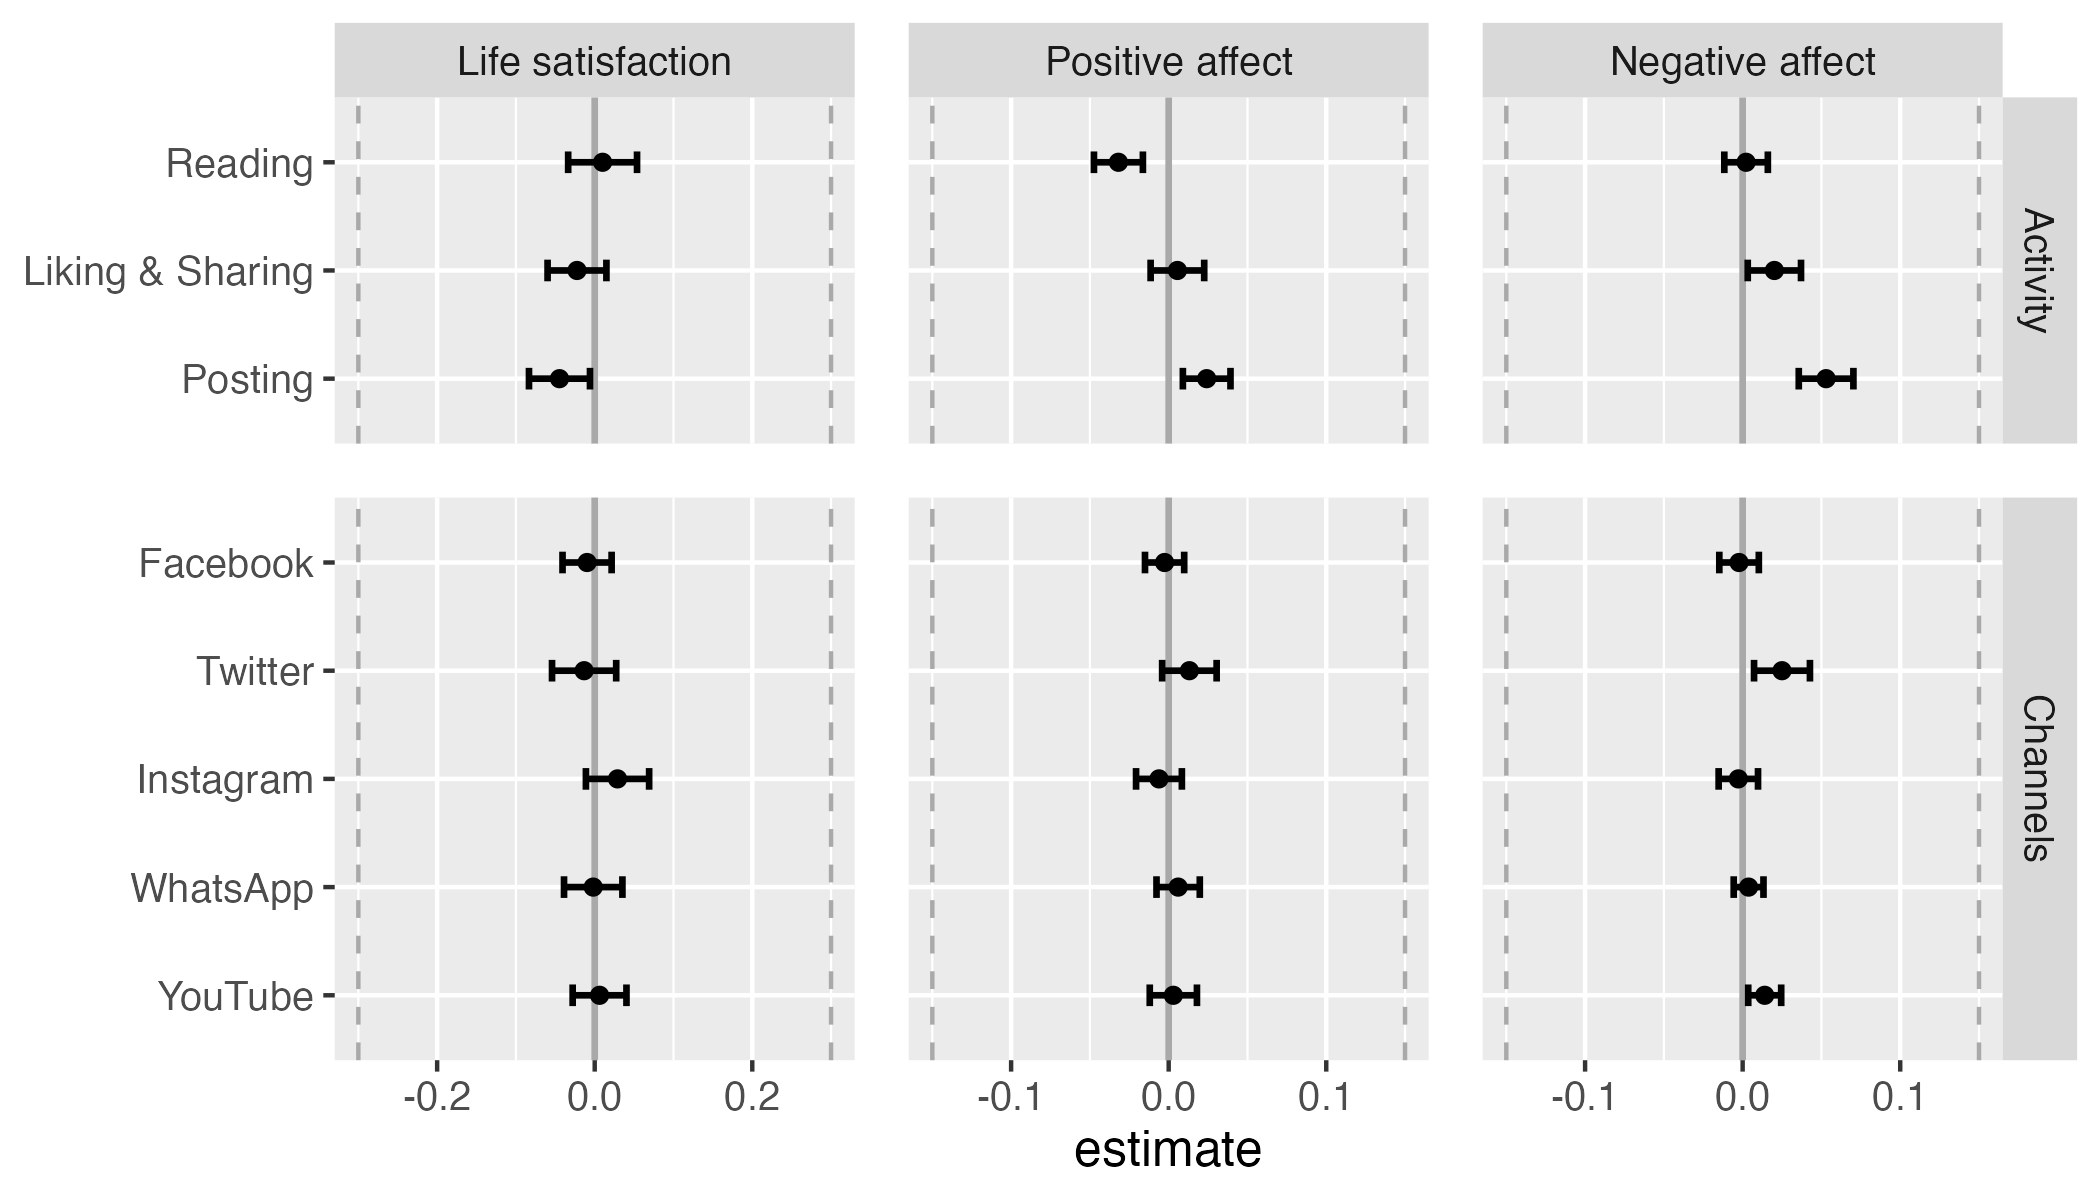 Life satisfaction
Positive affect
Negative affect
Reading
Liking & Sharing
Posting
Activity
Facebook
Twitter
Instagram
WhatsApp
YouTube
Channels
-0.2 0.0 0.2
-0.1 0.0 0.1
-0.1 0.0 0.1
estimate